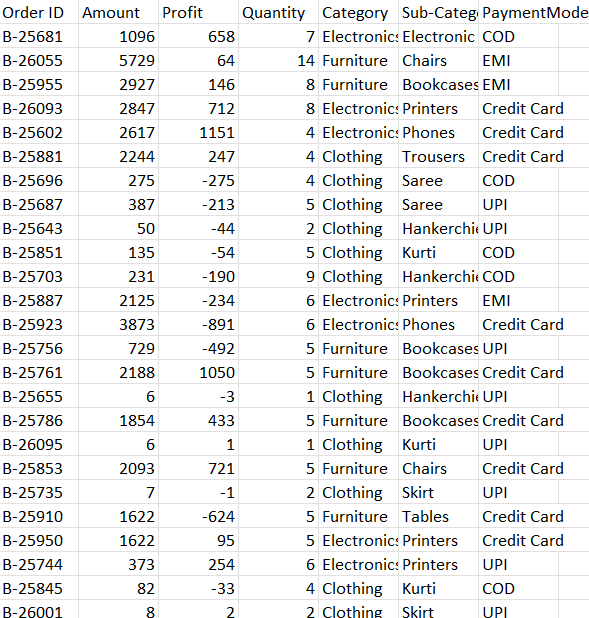 Order ID Amount Profit Quantity Category Sub-Categ PaymentMode
B-25681 1096 658 7 Electronics Electronic COD
B-26055 5729 64 14 Furniture Chairs EMI
B-25955 2927 146 8 Furniture Bookcases EMI
B-26093 2847 712 8 Electronics Printers Credit Card
B-25602 2617 1151 4 Electronics Phones Credit Card
B-25881 2244 247 4 Clothing Trousers Credit Card
B-25696 275 -275 4 Clothing Saree COD
B-25687 387 -213 5 Clothing Saree UPI
B-25643 50 -44 2 Clothing Hankerchie UPI
B-25851 135 -54 5 Clothing Kurti COD
B-25703 231 -190 9 Clothing Hankerchie COD
B-25887 2125 -234 6 Electronics Printers EMI
B-25923 3873 -891 6 Electronics Phones Credit Card
B-25756 729 -492 5 Furniture Bookcases UPI
B-25761 2188 1050 5 Furniture Bookcases Credit Card
B-25655 6 -3 1 Clothing Hankerchie UPI
B-25786 1854 433 5 Furniture Bookcases Credit Card
B-26095 6 1 1 Clothing Kurti UPI
B-25853 2093 721 5 Furniture Chairs Credit Card
B-25735 7 -1 2 Clothing Skirt UPI
B-25910 1622 -624 5 Furniture Tables Credit Card
B-25950 1622 95 5 Electronics Printers Credit Card
B-25744 373 254 6 Electronics Printers UPI
B-25845 82 -33 4 Clothing Kurti COD
B-26001 8 2 2 Clothing Skirt UPI